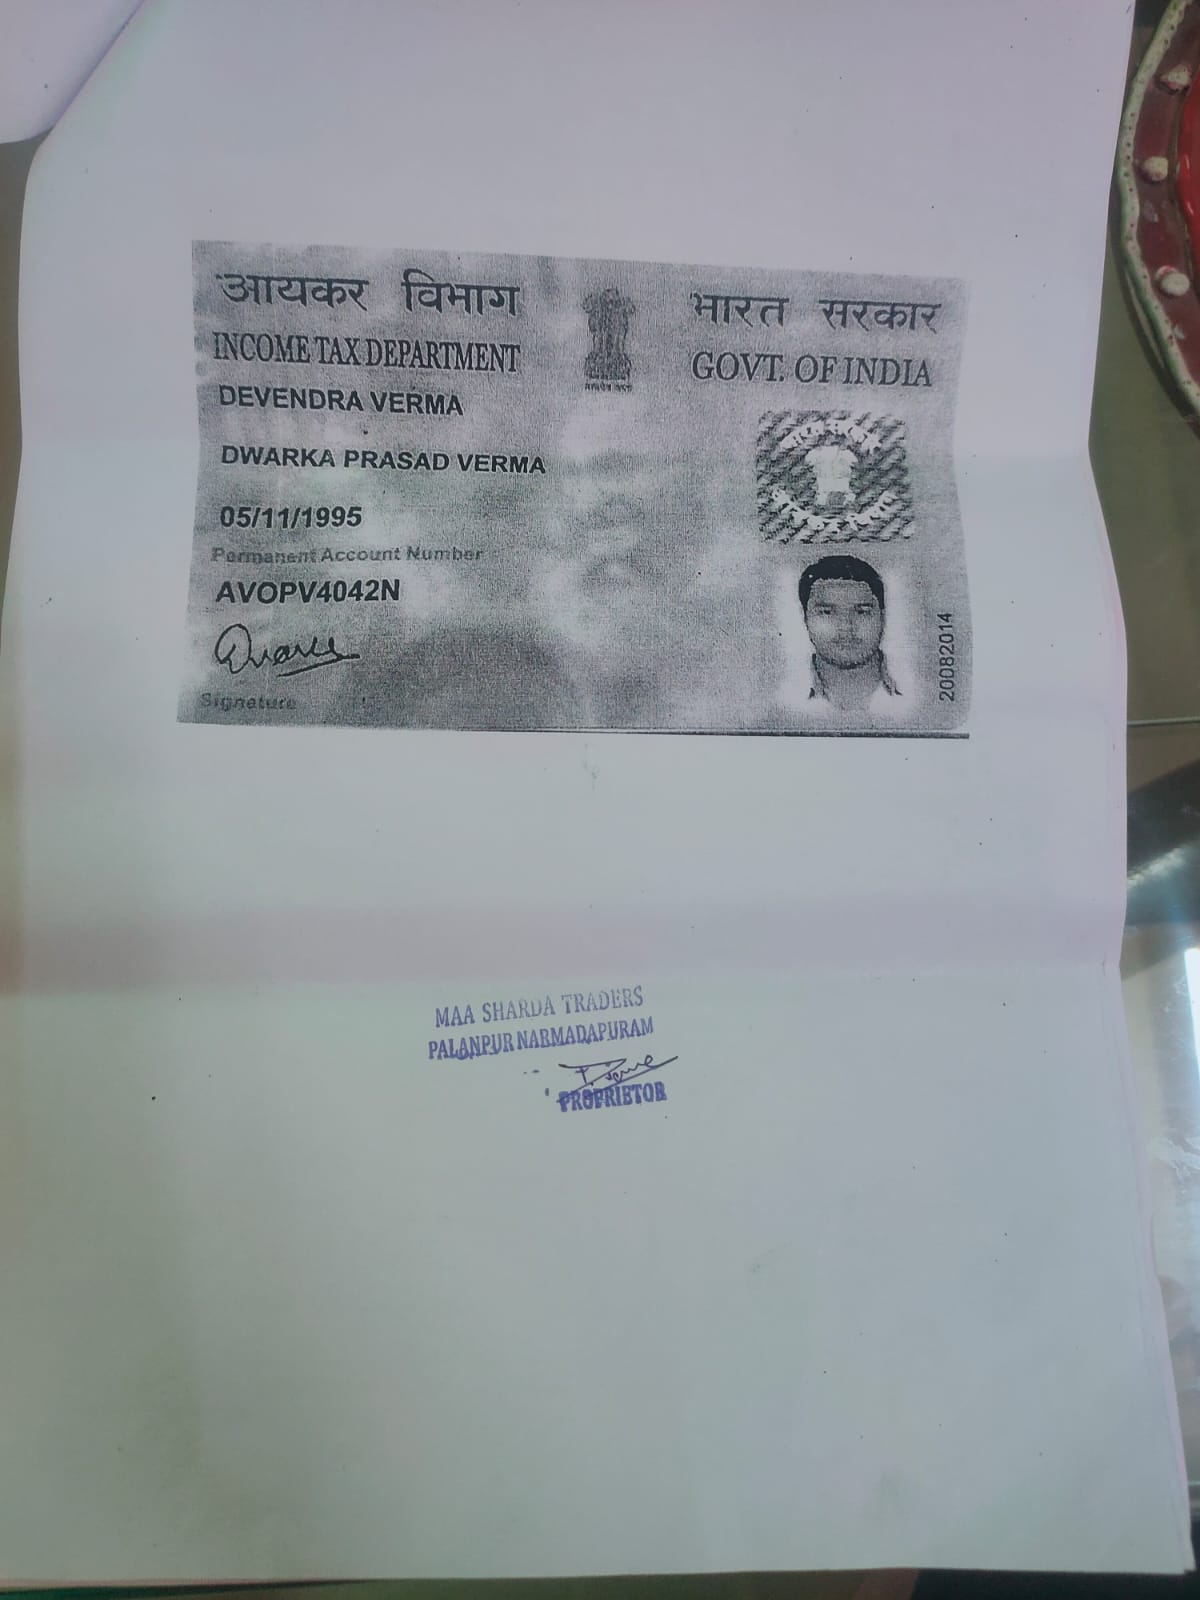 आयकर विभाग
भारत सरकार
INCOME TAX DEPARTMENT
GOVT. OF INDIA
DEVENDRA VERMA
DWARKA PRASAD VERMA
05/11/1995
Permanent Account Number
AVOPV4042N
Signature
20082014
MAA SHARDA TRADERS
PALANPUR NARMADAPURAM
PROPRIETOR